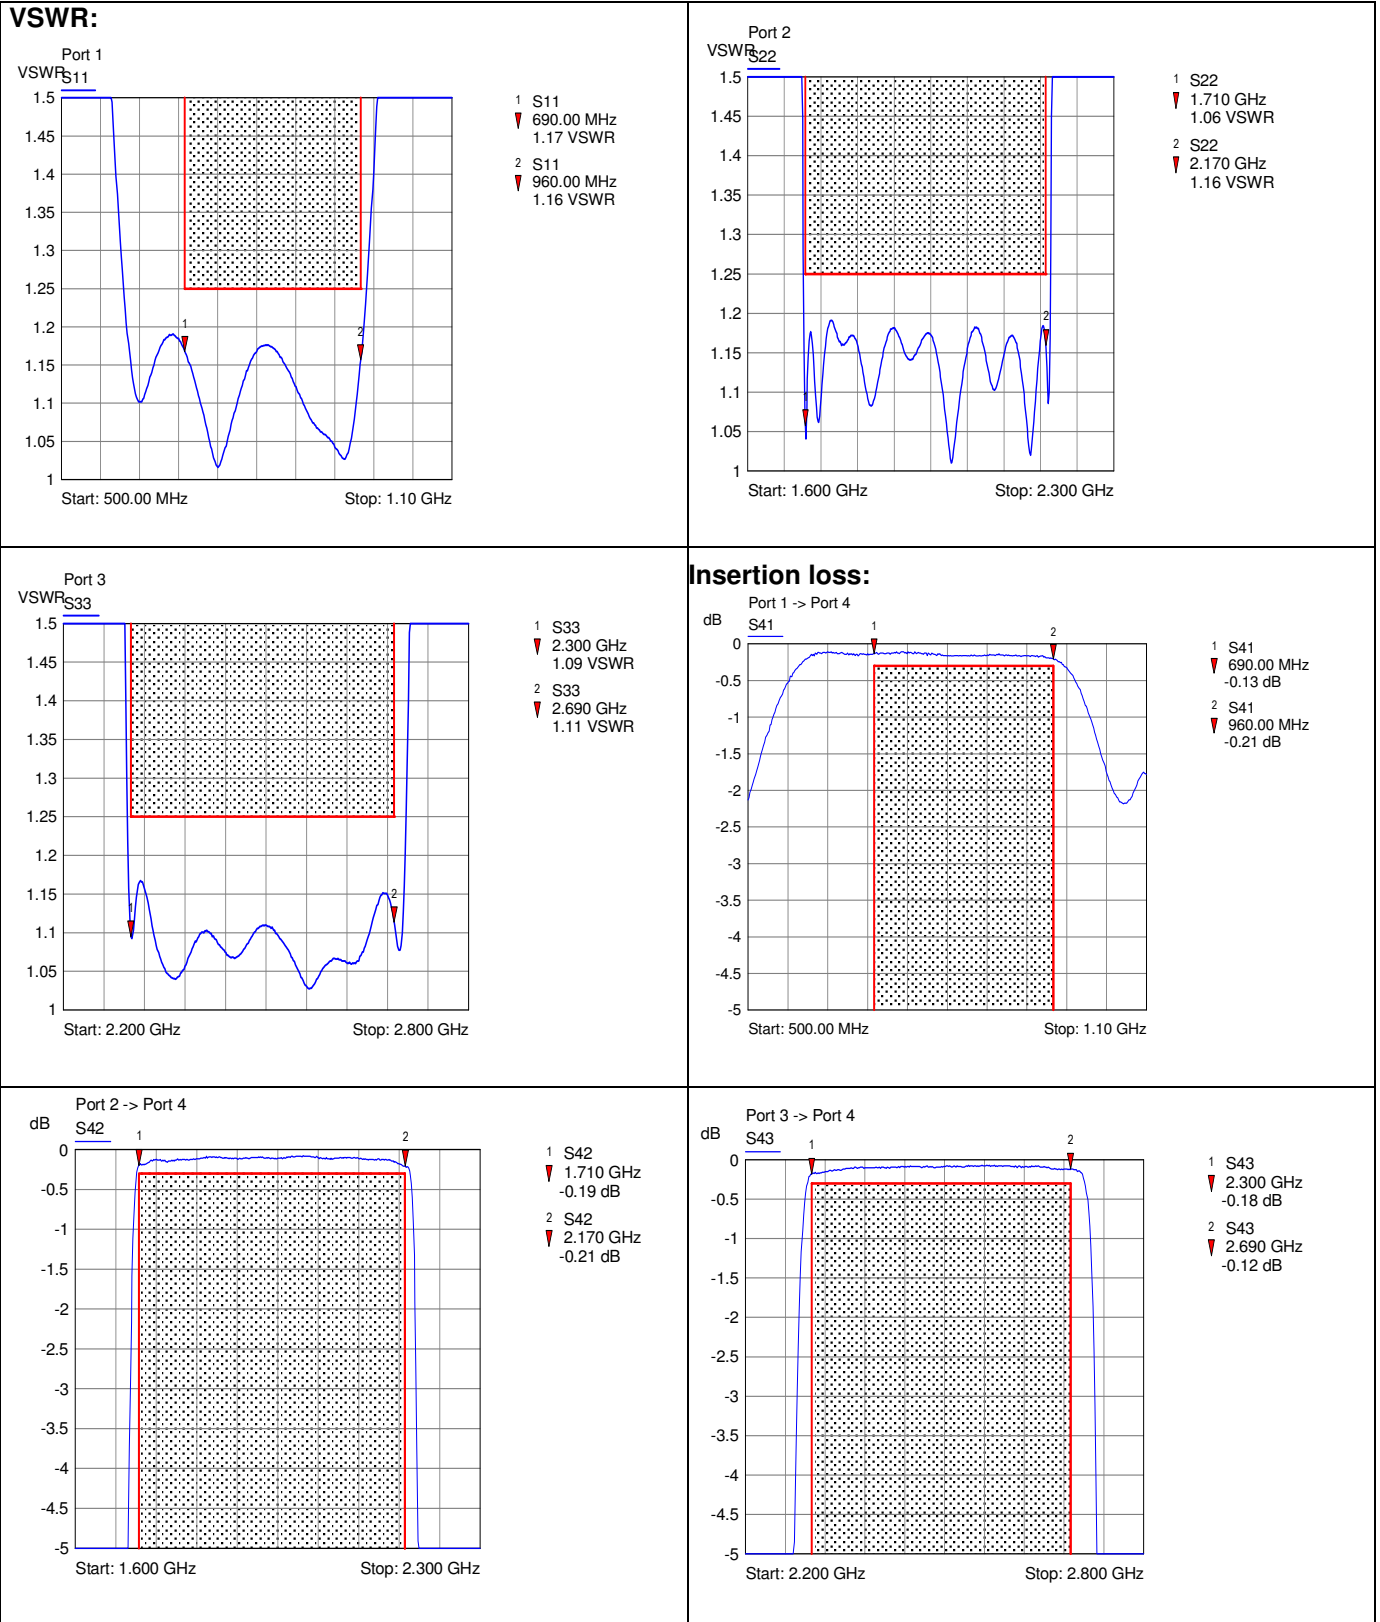 VSWR:
Port 1
VSWR
S11
1.5
1.45
1.4
1.35
1.3
1.25
1.2
1.15
1.1
1.05
1
1
2
Start: 500.00 MHz
Stop: 1.10 GHz
1 S11
690.00 MHz
1.17 VSWR
2 S11
960.00 MHz
1.16 VSWR
Port 2
VSWR
S22
1.5
1.45
1.4
1.35
1.3
1.25
1.2
1.15
1.1
1.05
1
2
Start: 1.600 GHz
Stop: 2.300 GHz
1 S22
1.710 GHz
1.06 VSWR
2 S22
2.170 GHz
1.16 VSWR
Port 3
VSWR
S33
1.5
1.45
1.4
1.35
1.3
1.25
1.2
1.15
1.1
1.05
1
1
2
Start: 2.200 GHz
Stop: 2.800 GHz
1 S33
2.300 GHz
1.09 VSWR
2 S33
2.690 GHz
1.11 VSWR
Insertion loss:
Port 1 -> Port 4
dB
S41
1
2
0
-0.5
-1
-1.5
-2
-2.5
-3
-3.5
-4
-4.5
-5
Start: 500.00 MHz
Stop: 1.10 GHz
1 S41
690.00 MHz
-0.13 dB
2 S41
960.00 MHz
-0.21 dB
Port 2 -> Port 4
dB
S42
1
2
0
-0.5
-1
-1.5
-2
-2.5
-3
-3.5
-4
-4.5
-5
Start: 1.600 GHz
Stop: 2.300 GHz
1 S42
1.710 GHz
-0.19 dB
2 S42
2.170 GHz
-0.21 dB
Port 3 -> Port 4
dB
S43
1
2
0
-0.5
-1
-1.5
-2
-2.5
-3
-3.5
-4
-4.5
-5
Start: 2.200 GHz
Stop: 2.800 GHz
1 S43
2.300 GHz
-0.18 dB
2 S43
2.690 GHz
-0.12 dB